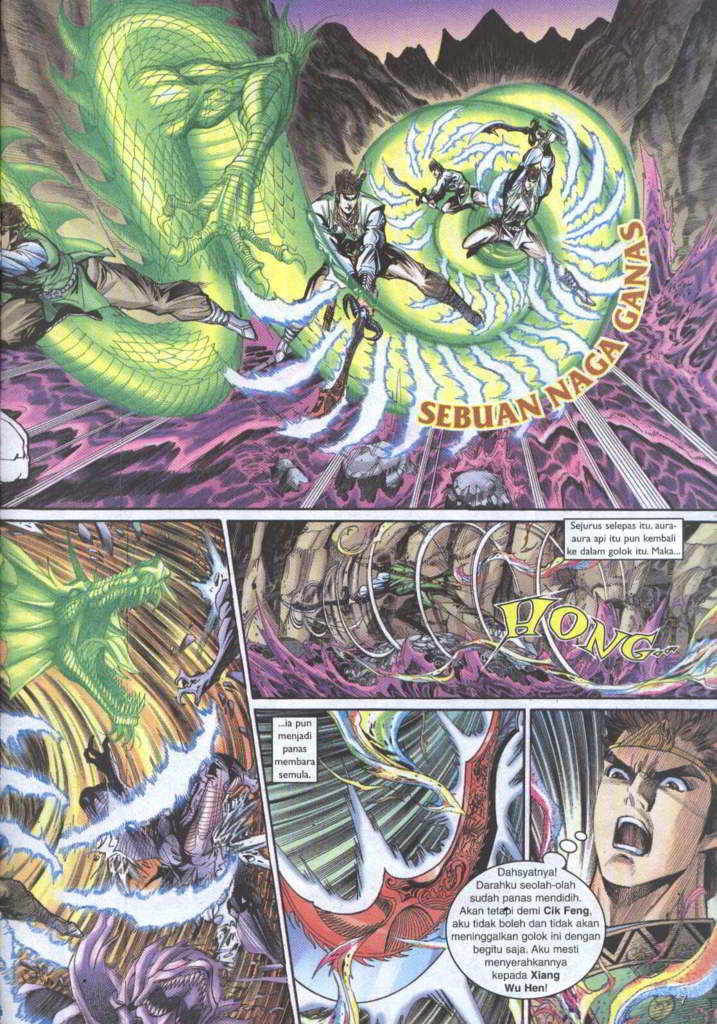 SEBUAN NAGA GANAS
Sejurus selepas itu, aura-
aura api itu pun kembali
ke dalam golok itu. Maka...
HONG...
...ia pun
menjadi
panas
membara
semula.
Dahsyatnya!
Darahku seolah-olah
sudah panas mendidih.
Akan tetapi demi Cik Feng,
aku tidak boleh dan tidak akan
meninggalkan golok ini dengan
begitu saja. Aku mesti
menyerahkannya
kepada Xiang
Wu Hen!